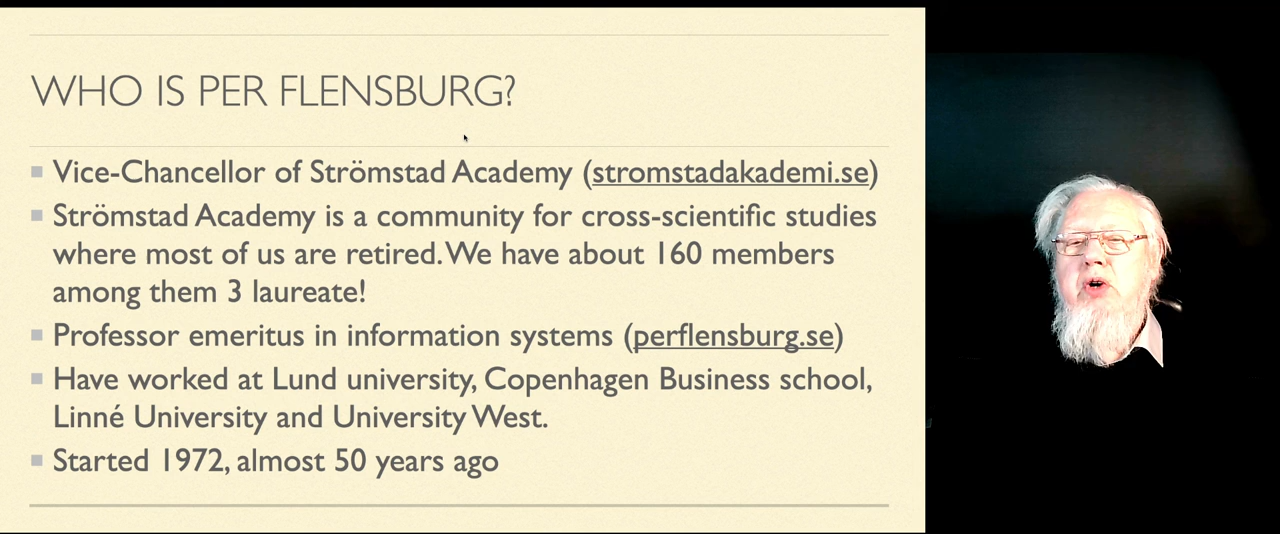 WHO IS PER FLENSBURG?
Vice-Chancellor of Strömstad Academy (stromstadakademi.se)
Strömstad Academy is a community for cross-scientific studies
where most of us are retired. We have about 160 members
among them 3 laureate!
Professor emeritus in information systems (perflensburg.se)
Have worked at Lund university, Copenhagen Business school,
Linné University and University West.
Started 1972, almost 50 years ago